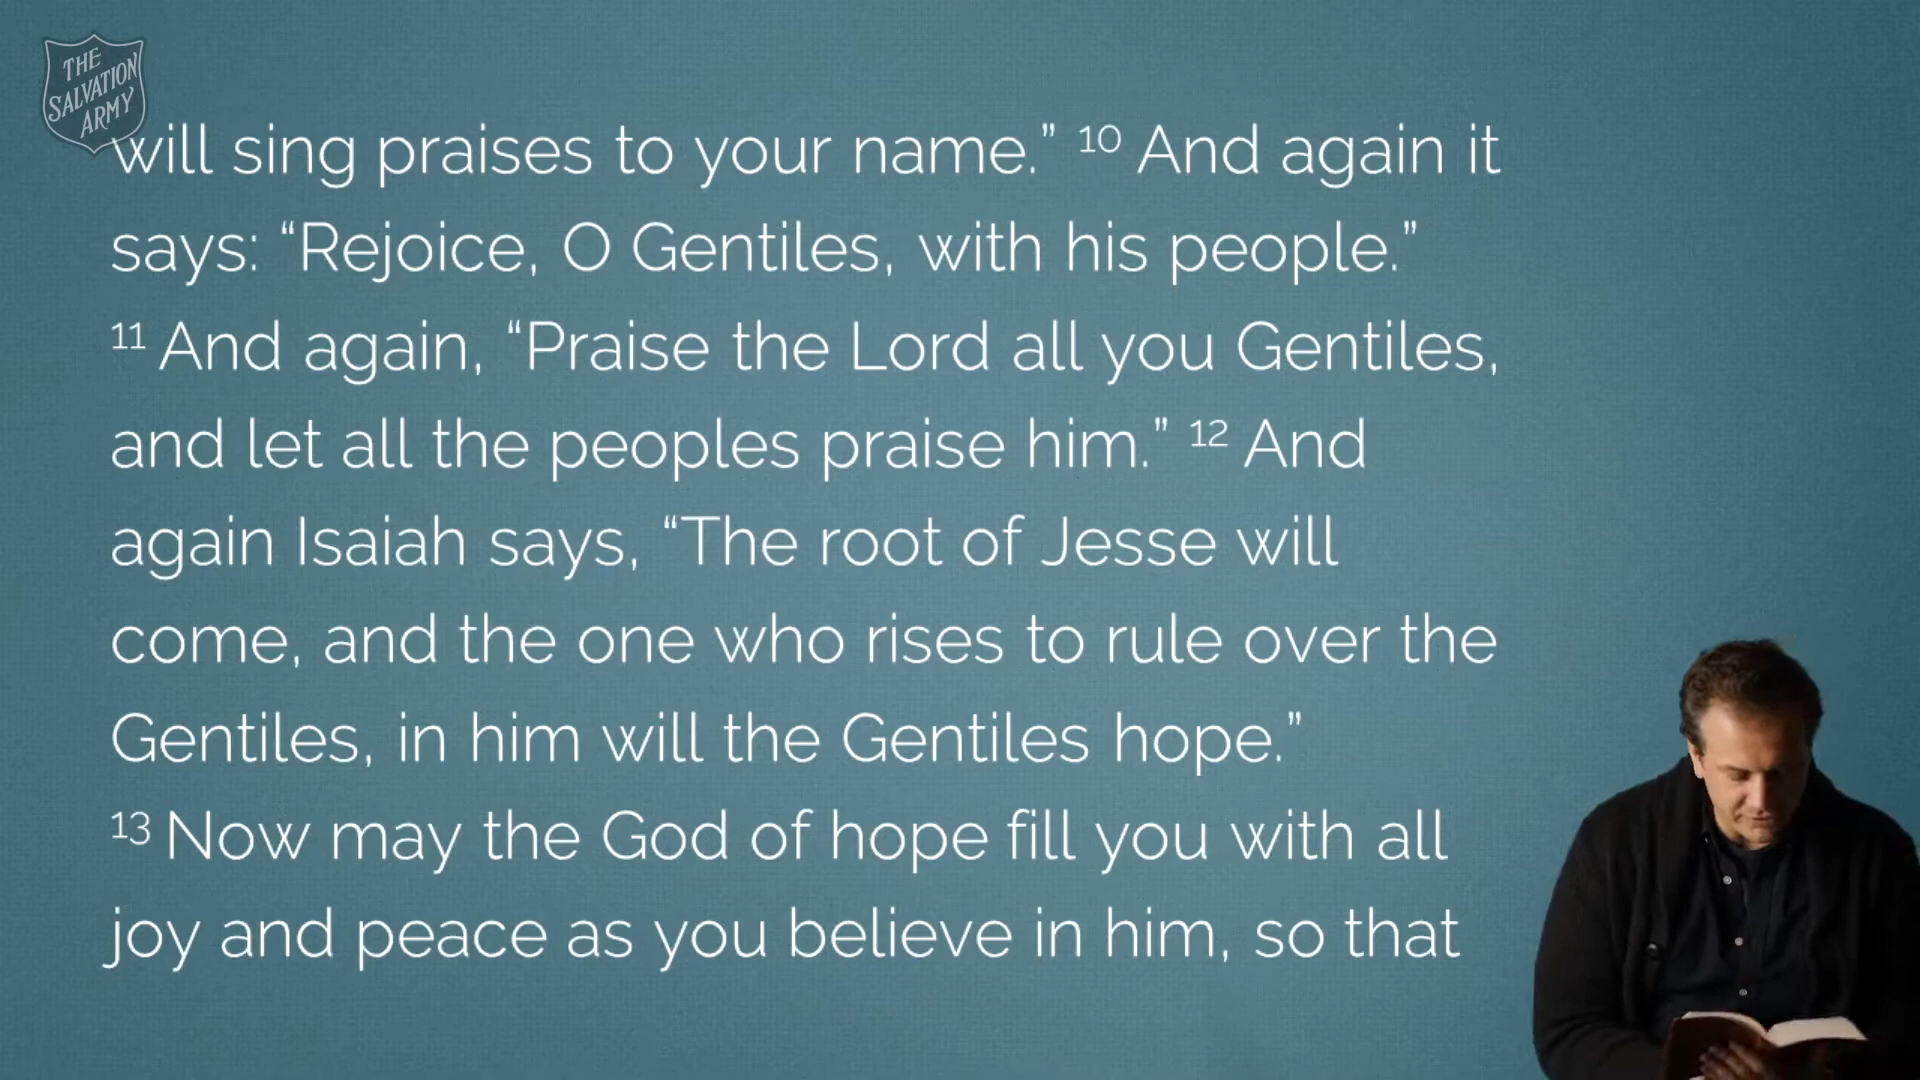 THE
SALVATION
ARMY
will sing praises to your name.” 10 And again it
says: “Rejoice, O Gentiles, with his people.”
11 And again, “Praise the Lord all you Gentiles,
and let all the peoples praise him.” 12 And
again Isaiah says, “The root of Jesse will
come, and the one who rises to rule over the
Gentiles, in him will the Gentiles hope.”
13 Now may the God of hope fill you with all
joy and peace as you believe in him, so that